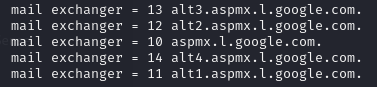 mail exchanger = 13 alt3.aspmx.l.google.com.
mail exchanger = 12 alt2.aspmx.l.google.com.
mail exchanger = 10 aspmx.l.google.com.
mail exchanger = 14 alt4.aspmx.l.google.com.
mail exchanger = 11 alt1.aspmx.l.google.com.